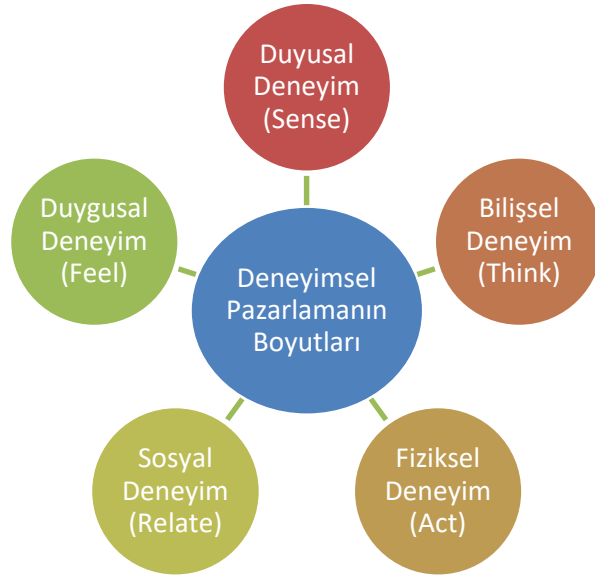 Duyusal
Deneyim
(Sense)
Duygusal
Deneyim
(Feel)
Bilişsel
Deneyim
(Think)
Deneyimsel
Pazarlamanın
Boyutları
Sosyal
Deneyim
(Relate)
Fiziksel
Deneyim
(Act)